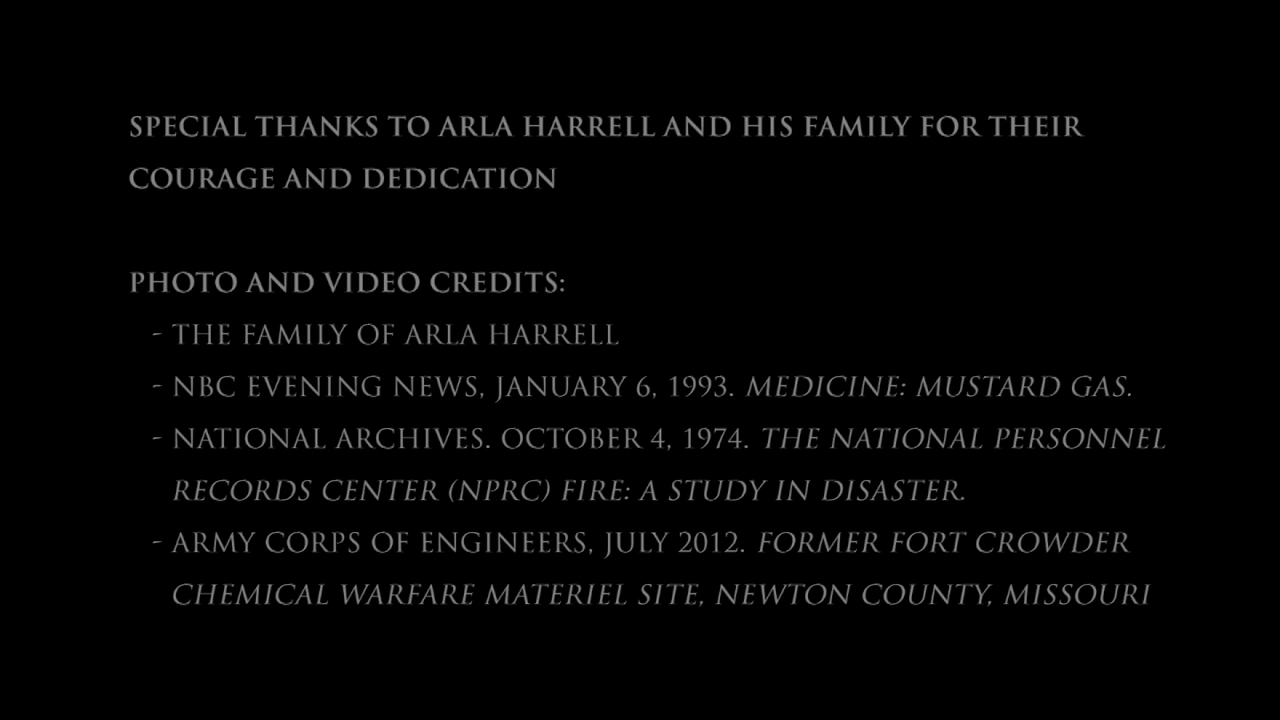 SPECIAL THANKS TO ARLA HARRELL AND HIS FAMILY FOR THEIR
COURAGE AND DEDICATION
PHOTO AND VIDEO CREDITS:
- THE FAMILY OF ARLA HARRELL
- NBC EVENING NEWS, JANUARY 6, 1993. MEDICINE: MUSTARD GAS.
- NATIONAL ARCHIVES. OCTOBER 4, 1974. THE NATIONAL PERSONNEL
RECORDS CENTER (NPRC) FIRE: A STUDY IN DISASTER.
- ARMY CORPS OF ENGINEERS, JULY 2012. FORMER FORT CROWDER
CHEMICAL WARFARE MATERIEL SITE, NEWTON COUNTY, MISSOURI